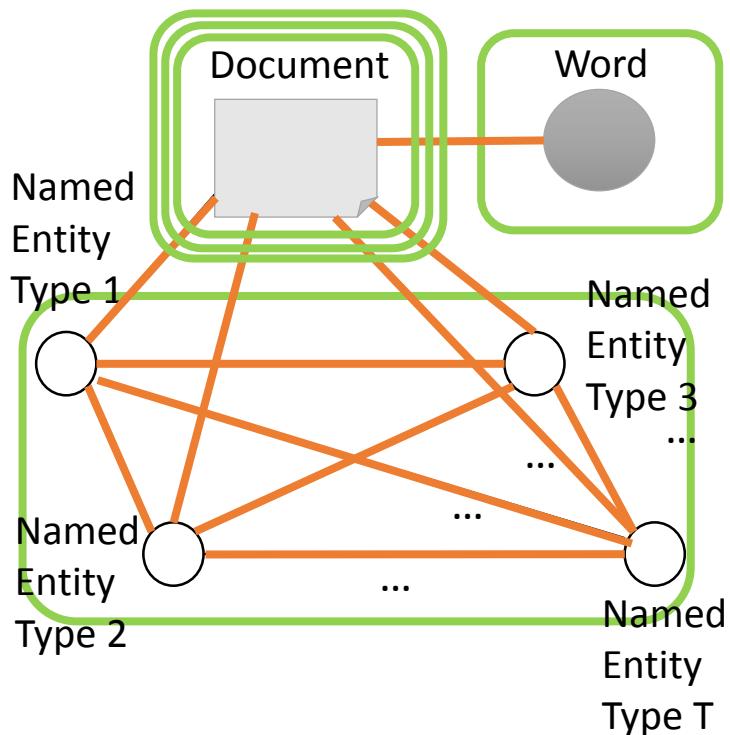 Document
Word
Named
Entity
Type 1
Named
Entity
Type 3
...
...
...
Named
Entity
Type 2
...
Named
Entity
Type T